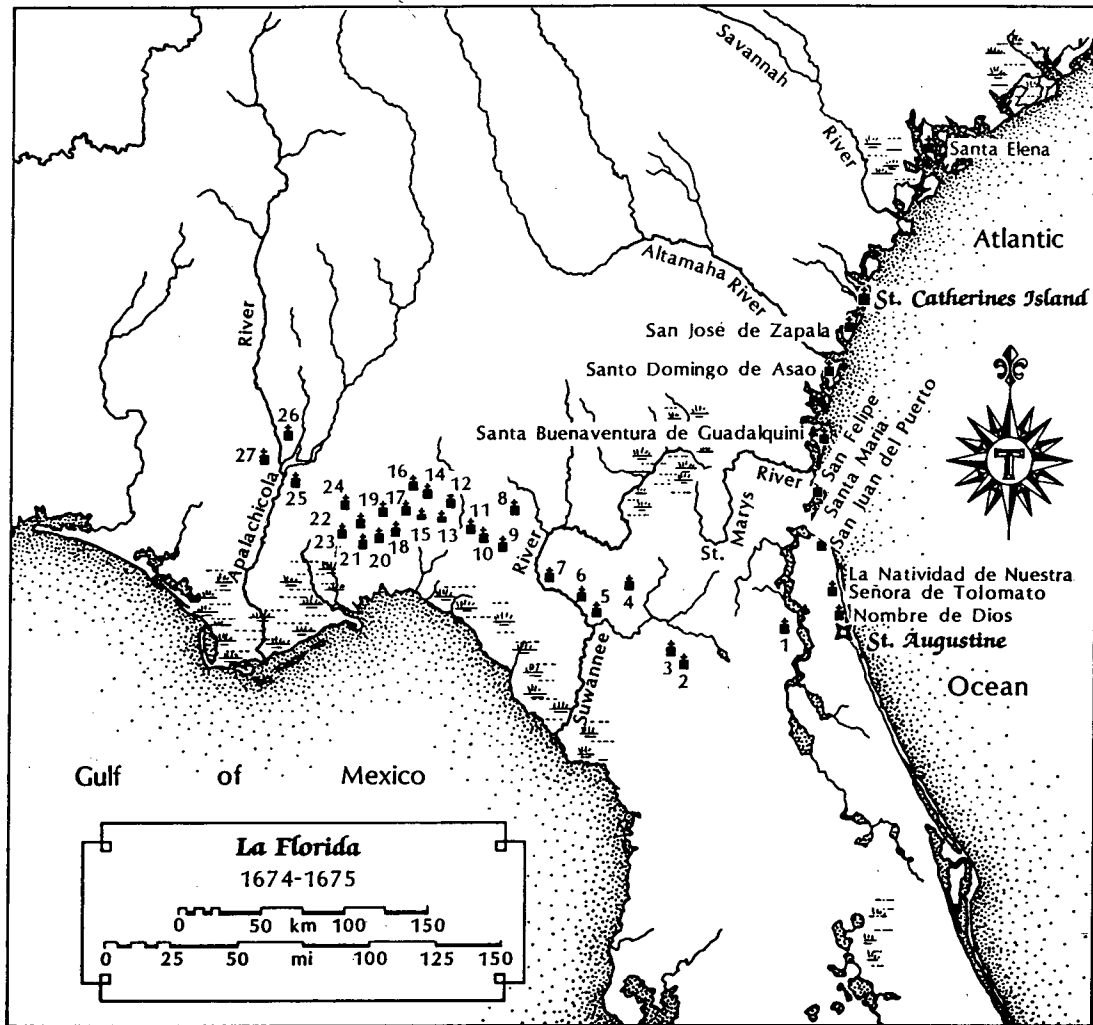 Savannah
River
Santa Elena
Atlantic
Altamaha River
St. Catherines Island
San José de Zapala
Santo Domingo de Asao
River
San Felipe
Santa Maria
San Juan del Puerto
Santa Buenaventura de Guadalquini
T
River
26
27
25
Apalachicola
16
14
12
24
19
17
8
22
11
23
15
13
9
21
20
18
10
River
St.
Marys
7
6
5
4
La Natividad de Nuestra
Señora de Tolomato
Nombre de Dios
St. Augustine
1
3
2
Suwannee
Ocean
Gulf of Mexico
La Florida
1674-1675
0 50 km 100 150
0 25 50 mi 100 125 150